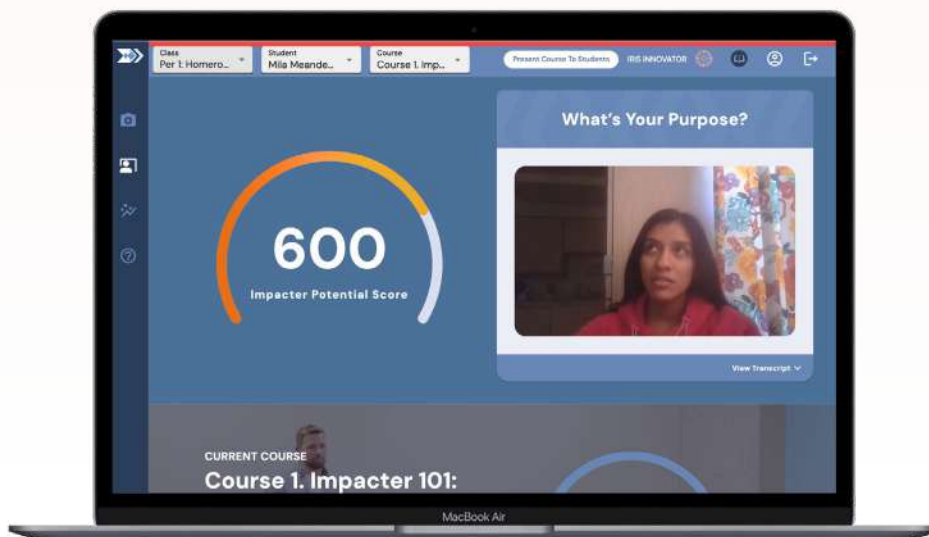 Class
Per 1: Homero...
Student
Mila Meande...
Course
Course 1. Imp...
Present Course To Students
IRIS INNOVATOR
What's Your Purpose?
600
Impacter Potential Score
View Transcript
CURRENT COURSE
Course 1. Impacter 101:
MacBook Air